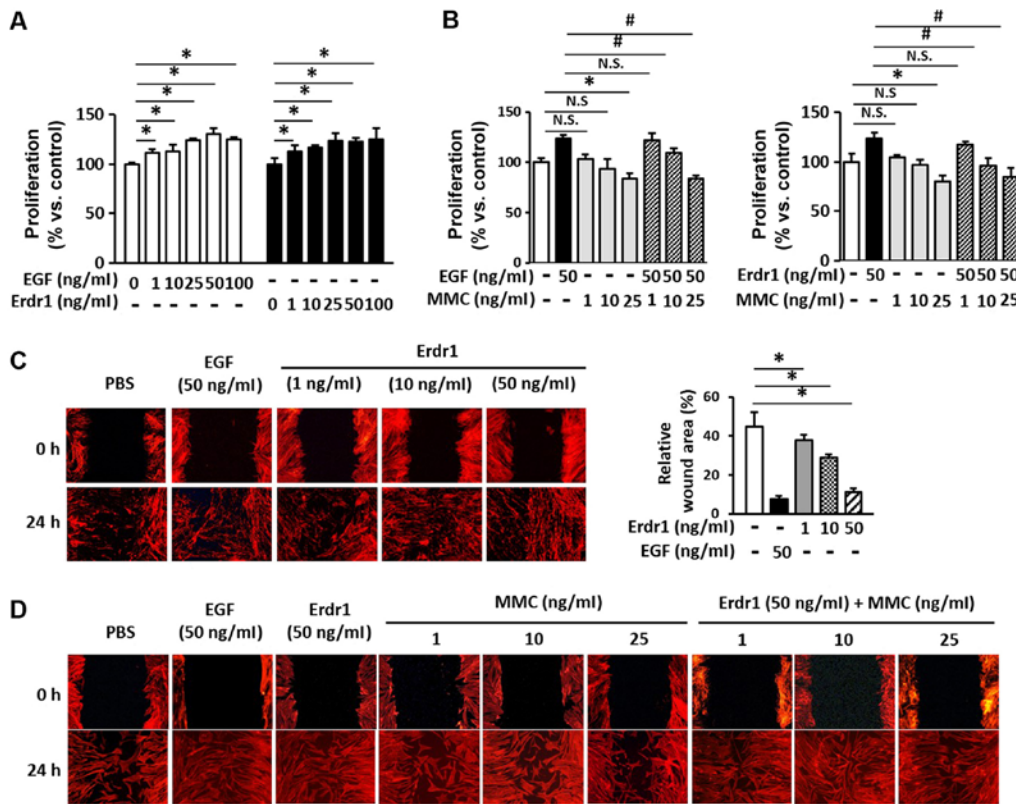 A
* * * * *
* * * * *
Proliferation
(% vs. control)
150
100
50
0
EGF (ng/ml) 0 1 10 25 50 100 - - - - - -
Erdr1 (ng/ml) - - - - - - 0 1 10 25 50 100
B
#
#
N.S.
*
N.S
N.S.
Proliferation
(% vs. control)
150
100
50
0
EGF (ng/ml) - 50 - - - 50 50 50
MMC (ng/ml) - - 1 10 25 1 10 25
#
#
N.S.
*
N.S
N.S.
Proliferation
(% vs. control)
150
100
50
0
Erdr1 (ng/ml) - 50 - - - 50 50 50
MMC (ng/ml) - - 1 10 25 1 10 25
C
PBS
EGF
(50 ng/ml)
Erdr1
(1 ng/ml) (10 ng/ml) (50 ng/ml)
0 h
24 h
*
*
*
Relative
wound area (%)
60
40
20
0
Erdr1 (ng/ml) - - 1 10 50
EGF (ng/ml) - 50 - - -
D
PBS
EGF
(50 ng/ml)
Erdr1
(50 ng/ml)
MMC (ng/ml)
1 10 25
Erdr1 (50 ng/ml) + MMC (ng/ml)
1 10 25
0 h
24 h